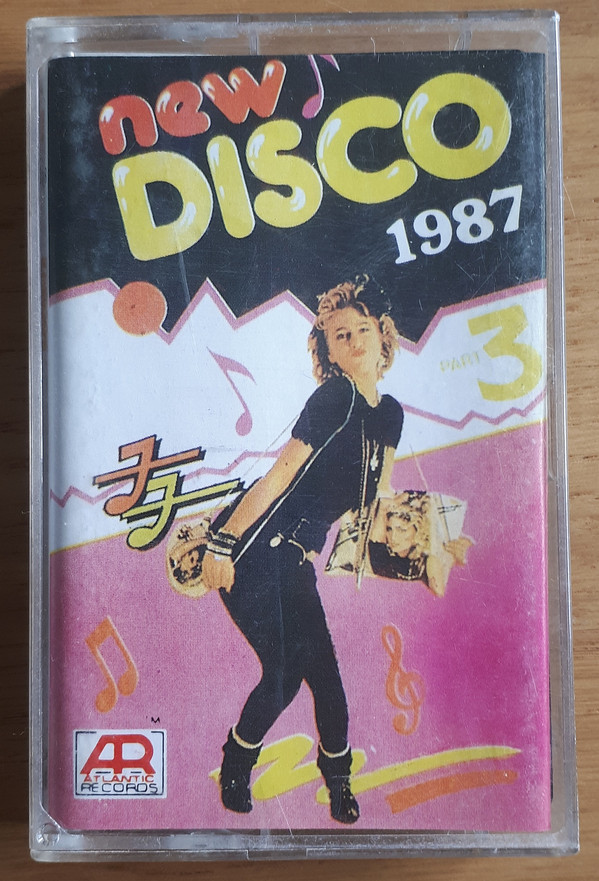 new
DISCO
1987
PART 3
M
AR
ATLANTIC
RECORDS